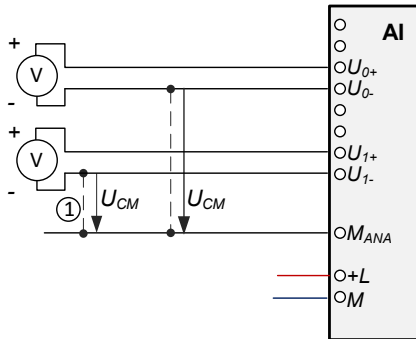 AI
+
V
U0+
-
U0-
+
V
U1+
-
U1-
1
UCM
UCM
MANA
+L
M